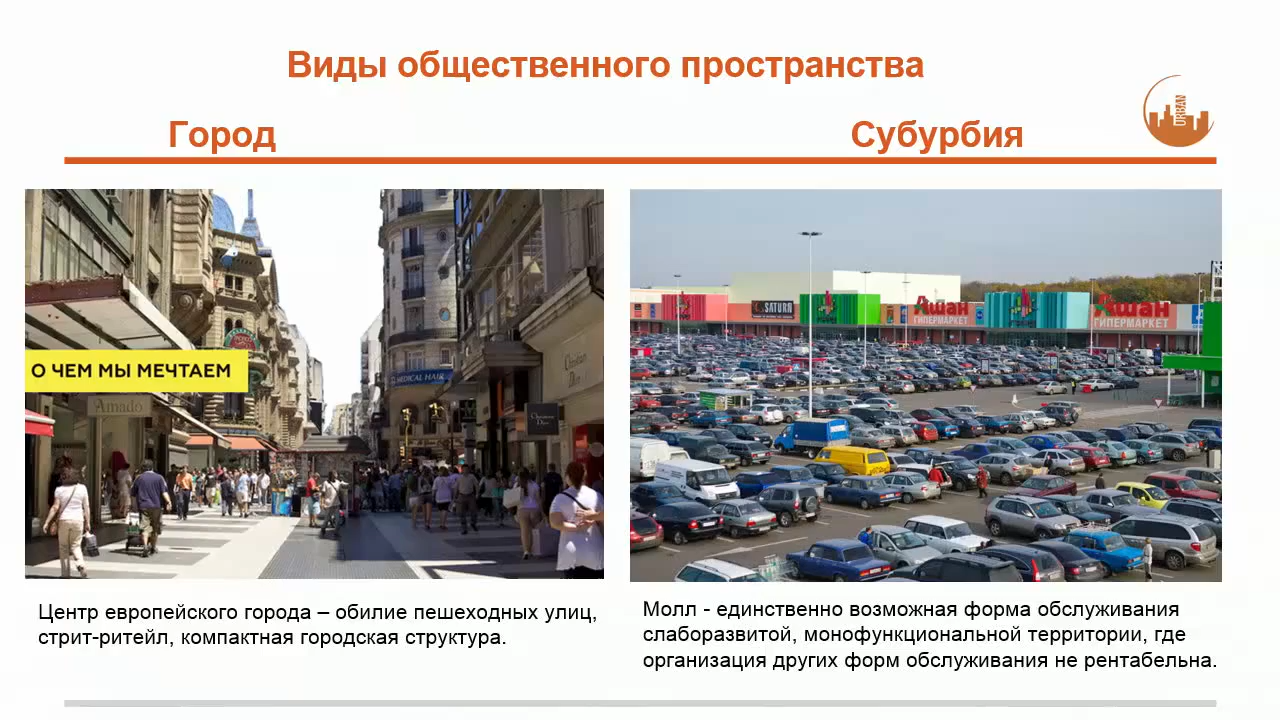 Виды общественного пространства
Город
Субурбия
URBAN
О ЧЕМ МЫ МЕЧТАЕМ
Amado
MEDICAL HAIR
Christian
Dior
SATURN
Ашан
ГИПЕРМАРКЕТ
Ашан
ГИПЕРМАРКЕТ
Центр европейского города – обилие пешеходных улиц,
стрит-ритейл, компактная городская структура.
Молл - единственно возможная форма обслуживания
слаборазвитой, монофункциональной территории, где
организация других форм обслуживания не рентабельна.